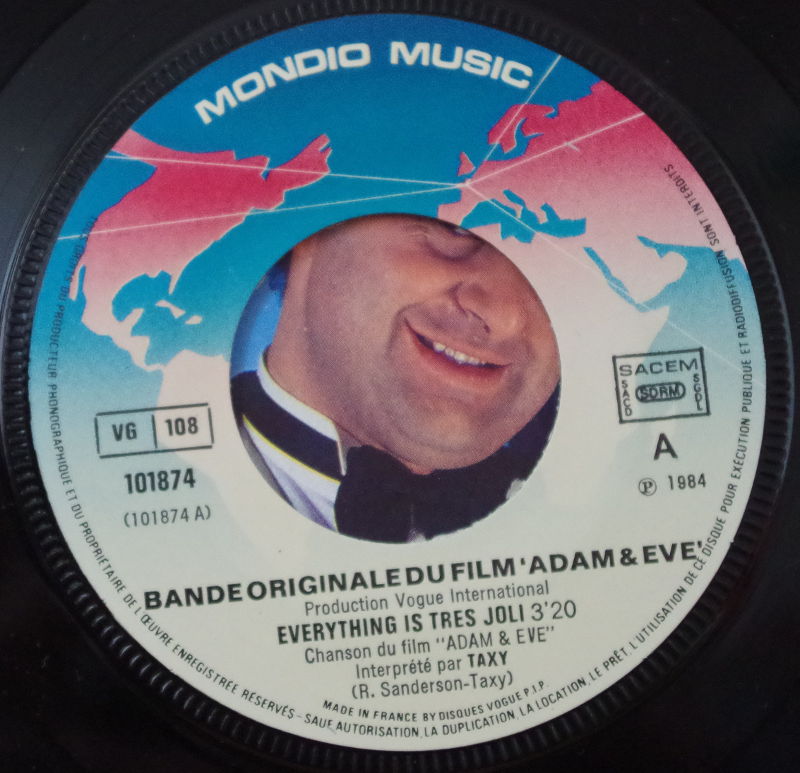 MONDIO MUSIC
VG 108
101874
(101874 A)
SACEM
SACD
SDRM
SGDL
A
℗ 1984
BANDE ORIGINALE DU FILM 'ADAM & EVE'
Production Vogue International
EVERYTHING IS TRES JOLI 3'20
Chanson du film "ADAM & EVE"
Interprété par TAXY
(R. Sanderson-Taxy)
MADE IN FRANCE BY DISQUES VOGUE P.I.P.
DROITS DU PRODUCTEUR PHONOGRAPHIQUE ET DU PROPRIÉTAIRE DE L'ŒUVRE ENREGISTRÉE RÉSERVÉS - SAUF AUTORISATION, LA DUPLICATION, LA LOCATION, LE PRÊT, L'UTILISATION DE CE DISQUE POUR EXÉCUTION PUBLIQUE ET RADIODIFFUSION SONT INTERDITS